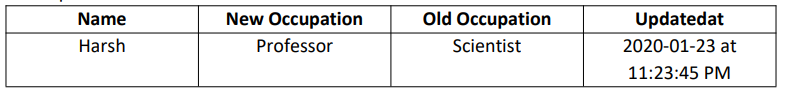 Name New Occupation Old Occupation Updatedat
Harsh Professor Scientist 2020-01-23 at
11:23:45 PM